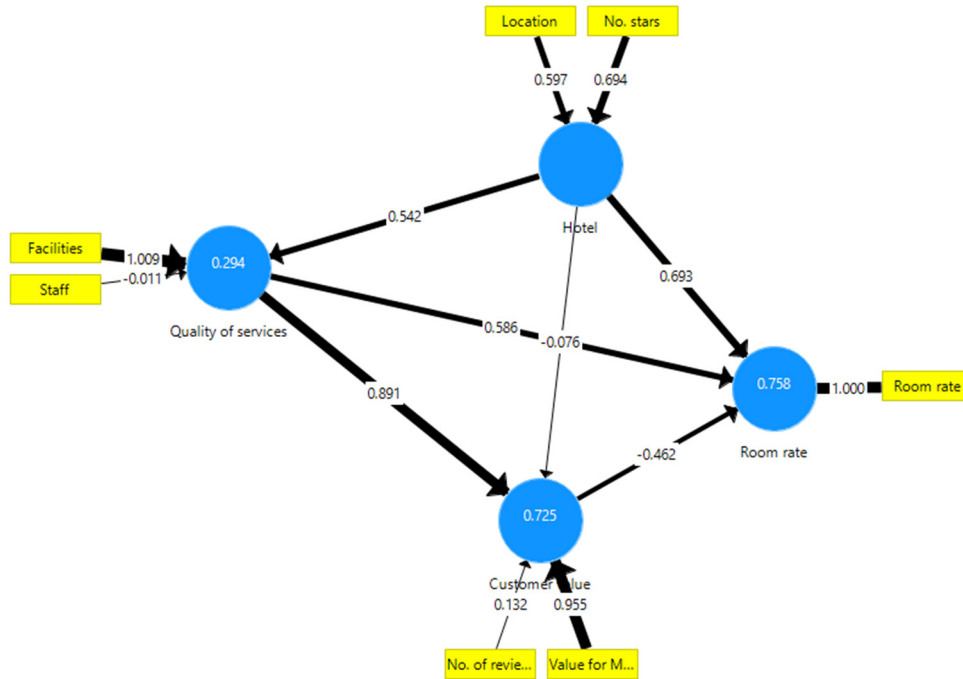 Location
No. stars
0.597
0.694
Hotel
0.542
Facilities
1.009
Staff
-0.011
0.294
Quality of services
0.693
0.586
-0.076
0.891
0.758
1.000
Room rate
Room rate
-0.462
0.725
Customer value
0.132
0.955
No. of revie...
Value for M...